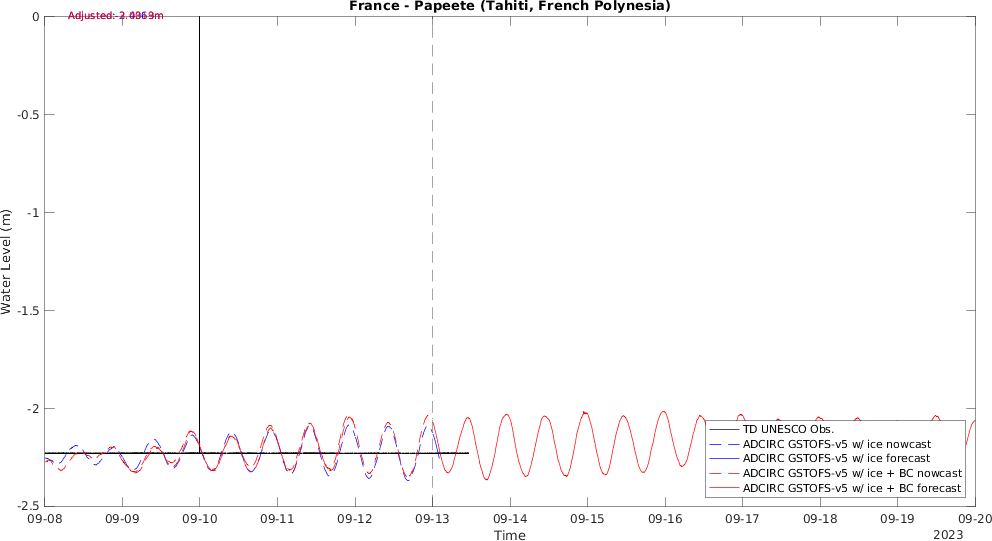 France - Papeete (Tahiti, French Polynesia)
Adjusted:
0
-0.5
-1
-1.5
-2
-2.5
Water Level (m)
TD UNESCO Obs.
ADCIRC GSTOFS-v5 w/ ice nowcast
ADCIRC GSTOFS-v5 w/ ice forecast
ADCIRC GSTOFS-v5 w/ ice + BC nowcast
ADCIRC GSTOFS-v5 w/ ice + BC forecast
09-08 09-09 09-10 09-11 09-12 09-13 09-14 09-15 09-16 09-17 09-18 09-19 09-20
Time
2023